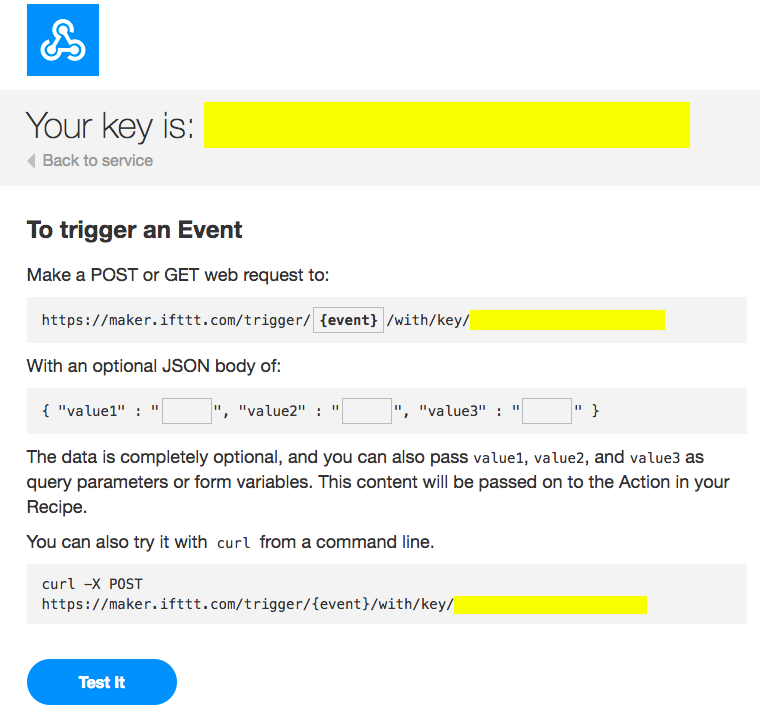 Your key is:
Back to service
To trigger an Event
Make a POST or GET web request to:
https://maker.ifttt.com/trigger/ {event} /with/key/
With an optional JSON body of:
{ "value1" : " ", "value2" : " ", "value3" : " " }
The data is completely optional, and you can also pass value1, value2, and value3 as
query parameters or form variables. This content will be passed on to the Action in your
Recipe.
You can also try it with curl from a command line.
curl -X POST
https://maker.ifttt.com/trigger/{event}/with/key/
Test It